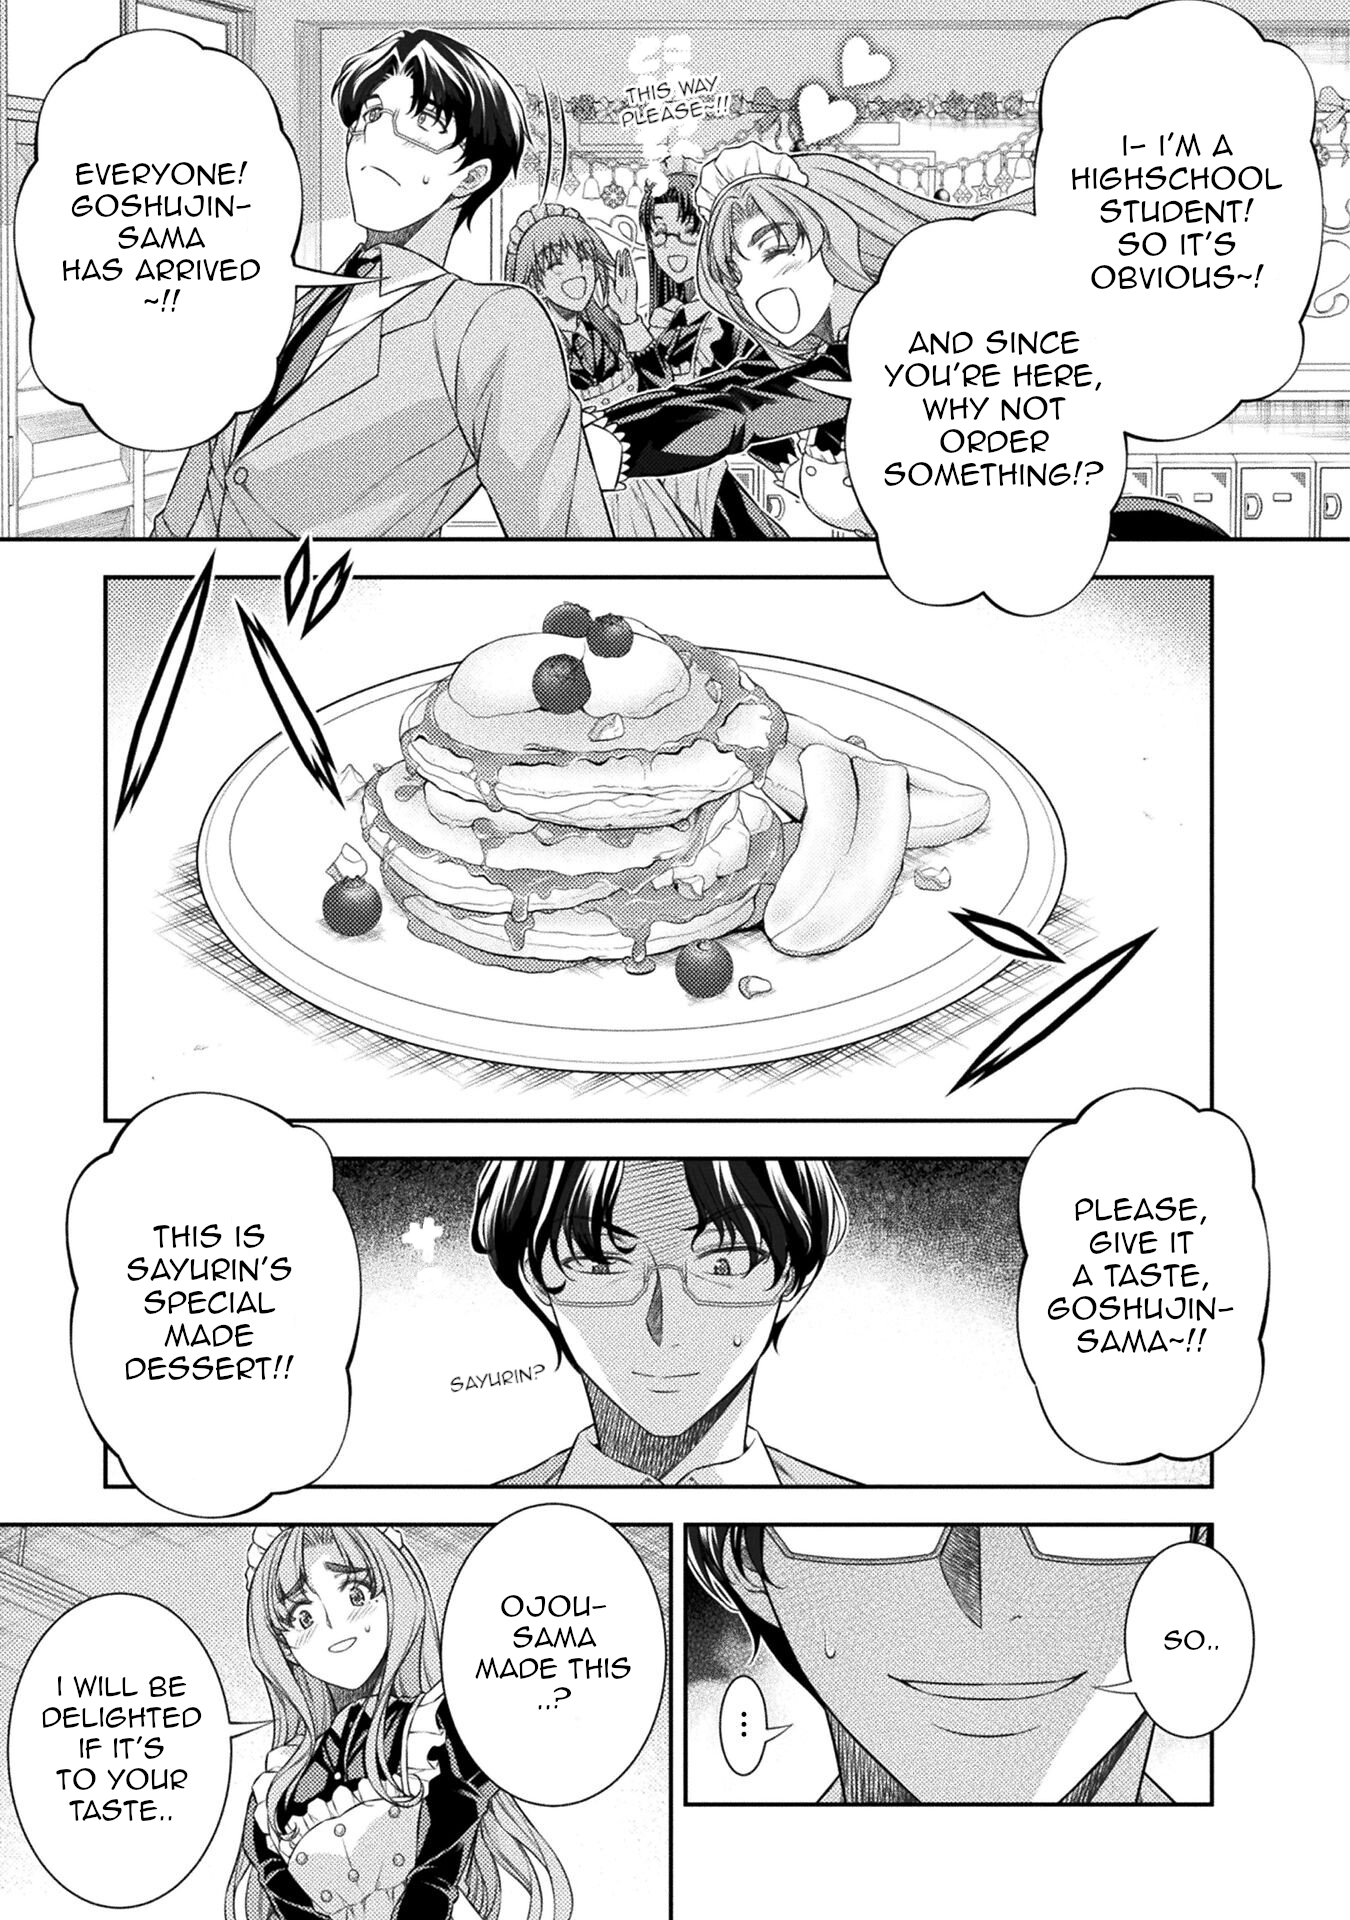 I- I'M A
HIGHSCHOOL
STUDENT!
SO IT'S
OBVIOUS~!
AND SINCE
YOU'RE HERE,
WHY NOT
ORDER
SOMETHING!?
THIS WAY
PLEASE~!!
EVERYONE!
GOSHUJIN-
SAMA
HAS ARRIVED
~!!
PLEASE,
GIVE IT
A TASTE,
GOSHUJIN-
SAMA~!!
SAYURIN?
THIS IS
SAYURIN'S
SPECIAL
MADE
DESSERT!!
SO..
...
OJOU-
SAMA
MADE THIS
..?
I WILL BE
DELIGHTED
IF IT'S
TO YOUR
TASTE..